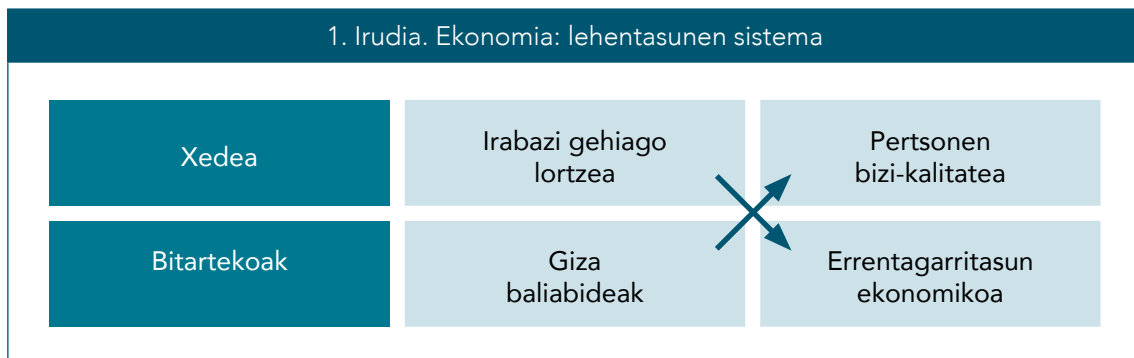 1. Irudia. Ekonomia: lehentasunen sistema
Xedea
Irabazi gehiago
lortzea
Pertsonen
bizi-kalitatea
Bitartekoak
Giza
baliabideak
Errentagarritasun
ekonomikoa